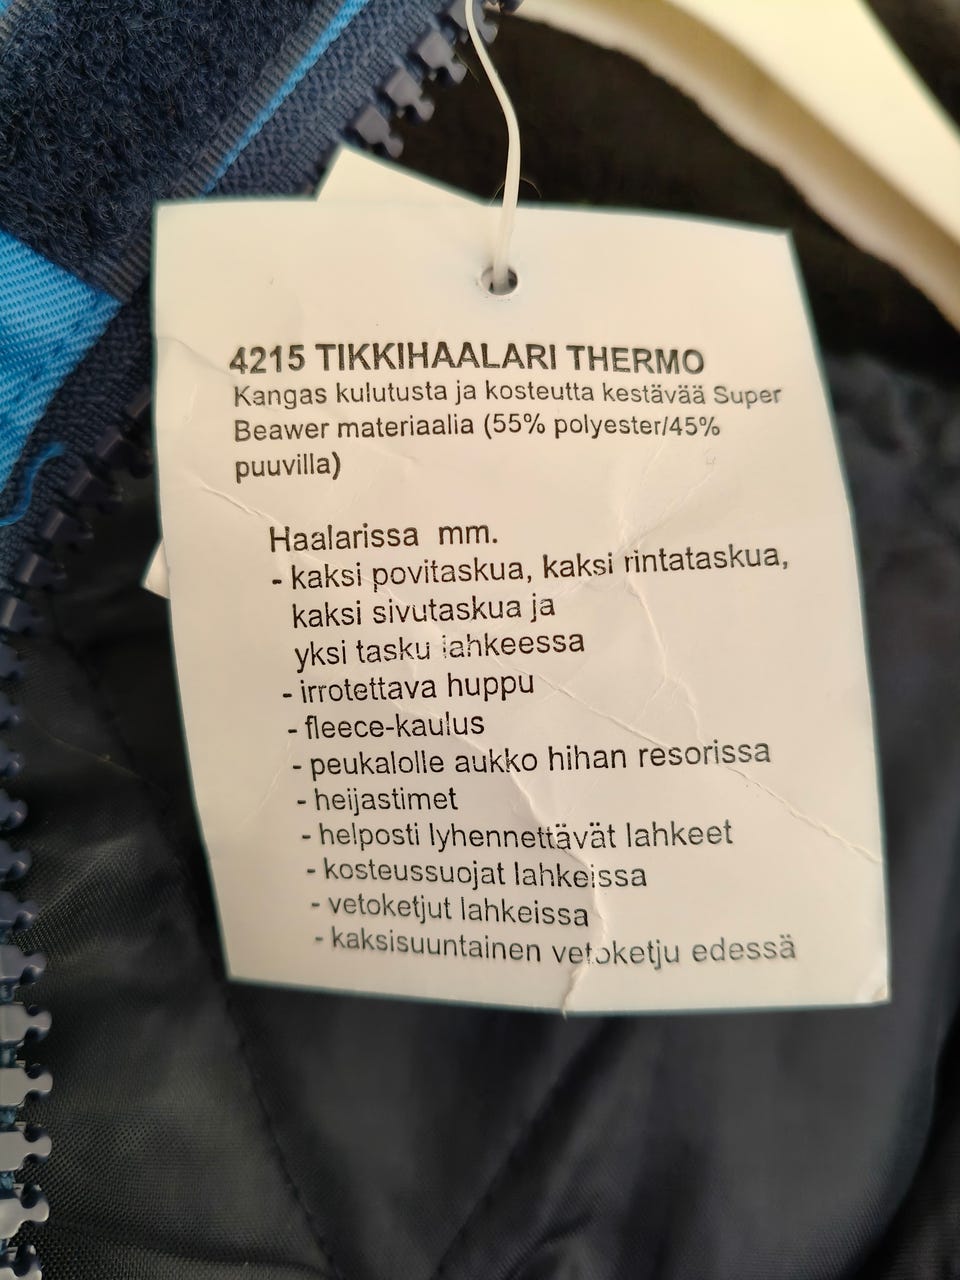 4215 TIKKIHAALARI THERMO
Kangas kulutusta ja kosteutta kestävää Super
Beawer materiaalia (55% polyester/45%
puuvilla)
Haalarissa mm.
- kaksi povitaskua, kaksi rintataskua,
kaksi sivutaskua ja
yksi tasku lahkeessa
- irrotettava huppu
- fleece-kaulus
- peukalolle aukko hihan resorissa
- heijastimet
- helposti lyhennettävät lahkeet
- kosteussuojat lahkeissa
- vetoketjut lahkeissa
- kaksisuuntainen vetoketju edessä